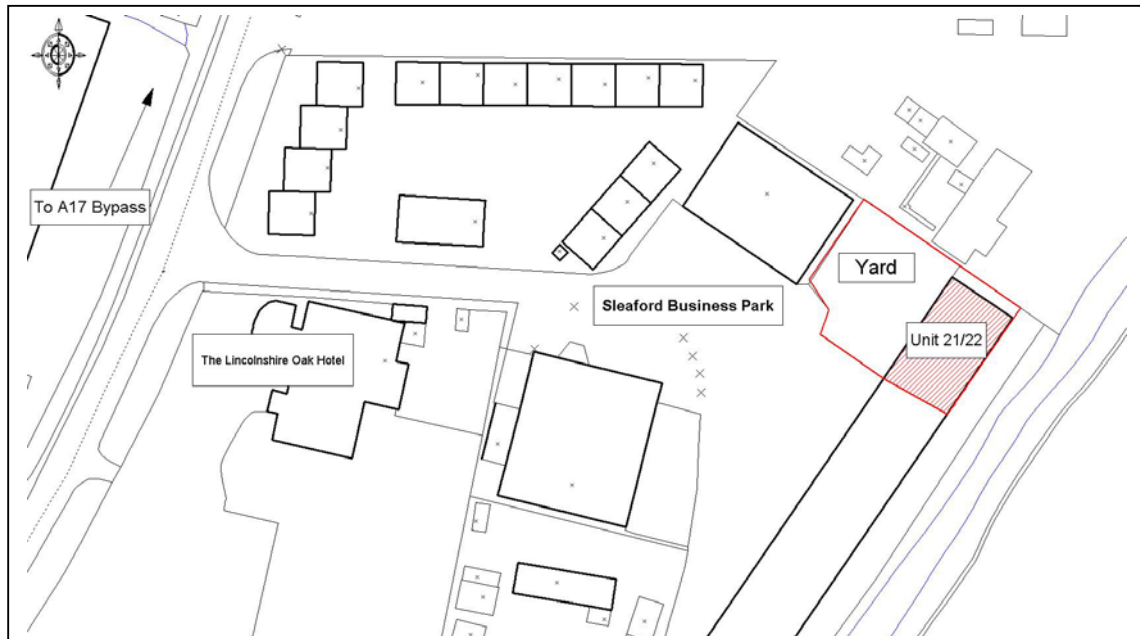 To A17 Bypass
Yard
Sleaford Business Park
Unit 21/22
The Lincolnshire Oak Hotel